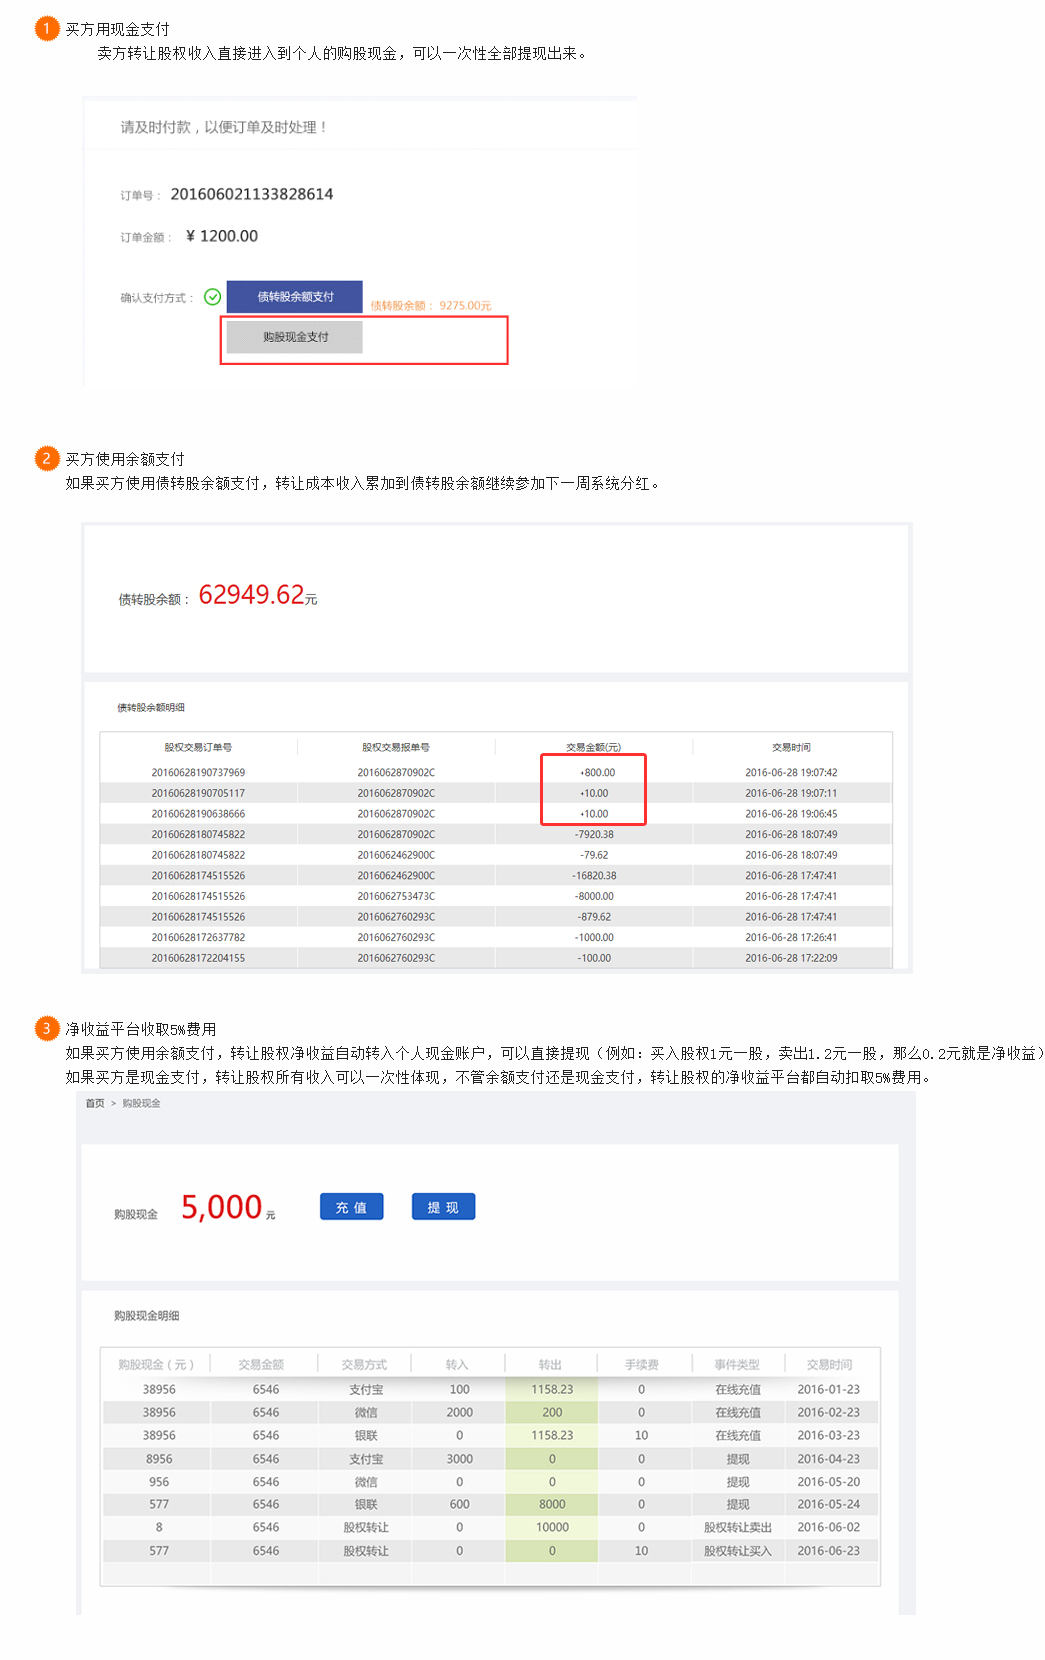 1 买方用现金支付
卖方转让股权收入直接进入到个人的购股现金，可以一次性全部提现出来。
请及时付款，以便订单及时处理！
订单号： 201606021133828614
订单金额： ¥ 1200.00
确认支付方式： 债转股余额支付 债转股余额： 9275.00元
购股现金支付
2 买方使用余额支付
如果买方使用债转股余额支付，转让成本收入累加到债转股余额继续参加下一周系统分红。
债转股余额： 62949.62元
债转股余额明细
股权交易订单号 股权交易报单号 交易金额(元) 交易时间
20160628190737969 2016062870902C +800.00 2016-06-28 19:07:42
20160628190705117 2016062870902C +10.00 2016-06-28 19:07:11
20160628190638666 2016062870902C +10.00 2016-06-28 19:06:45
20160628180745822 2016062870902C -7920.38 2016-06-28 18:07:49
20160628180745822 2016062462900C -79.62 2016-06-28 18:07:49
20160628174515526 2016062462900C -16820.38 2016-06-28 17:47:41
20160628174515526 2016062753473C -8000.00 2016-06-28 17:47:41
20160628174515526 2016062760293C -879.62 2016-06-28 17:47:41
20160628172637782 2016062760293C -1000.00 2016-06-28 17:26:41
20160628172204155 2016062760293C -100.00 2016-06-28 17:22:09
3 净收益平台收取5%费用
如果买方使用余额支付，转让股权净收益自动转入个人现金账户，可以直接提现（例如：买入股权1元一股，卖出1.2元一股，那么0.2元就是净收益）
如果买方是现金支付，转让股权所有收入可以一次性体现，不管余额支付还是现金支付，转让股权的净收益平台都自动扣取5%费用。
首页 > 购股现金
购股现金 5,000 元 充值 提现
购股现金明细
购股现金（元） 交易金额 交易方式 转入 转出 手续费 事件类型 交易时间
38956 6546 支付宝 100 1158.23 0 在线充值 2016-01-23
38956 6546 微信 2000 200 0 在线充值 2016-02-23
38956 6546 银联 0 1158.23 10 在线充值 2016-03-23
8956 6546 支付宝 3000 0 0 提现 2016-04-23
956 6546 微信 0 0 0 提现 2016-05-20
577 6546 银联 600 8000 0 提现 2016-05-24
8 6546 股权转让 0 10000 0 股权转让卖出 2016-06-02
577 6546 股权转让 0 0 10 股权转让买入 2016-06-23